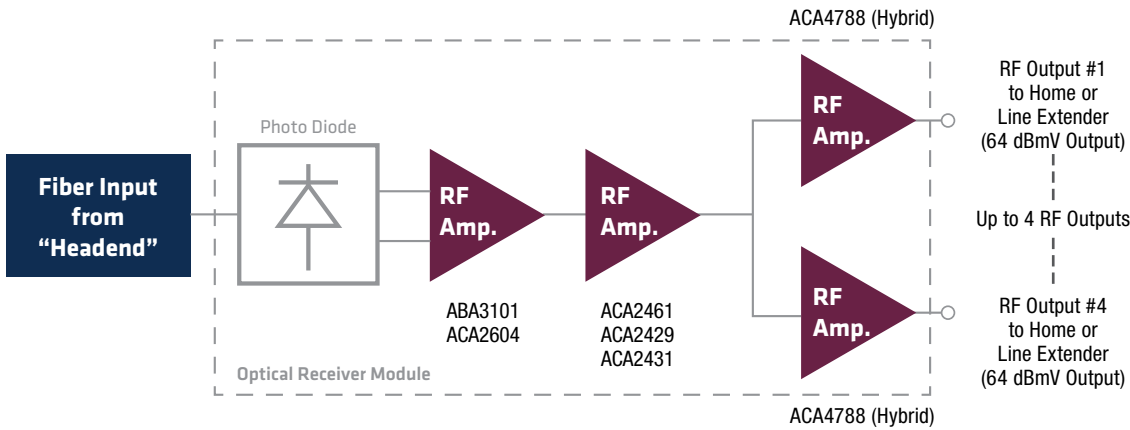 ACA4788 (Hybrid)
Photo Diode
Fiber Input
from
“Headend”
RF
Amp.
ABA3101
ACA2604
RF
Amp.
ACA2461
ACA2429
ACA2431
RF
Amp.
RF
Amp.
RF Output #1
to Home or
Line Extender
(64 dBmV Output)
Up to 4 RF Outputs
RF Output #4
to Home or
Line Extender
(64 dBmV Output)
Optical Receiver Module
ACA4788 (Hybrid)